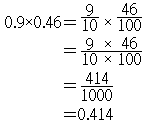 0.9×0.46 = 9/10 × 46/100
= 9 × 46 / 10 × 100
= 414/1000
= 0.414